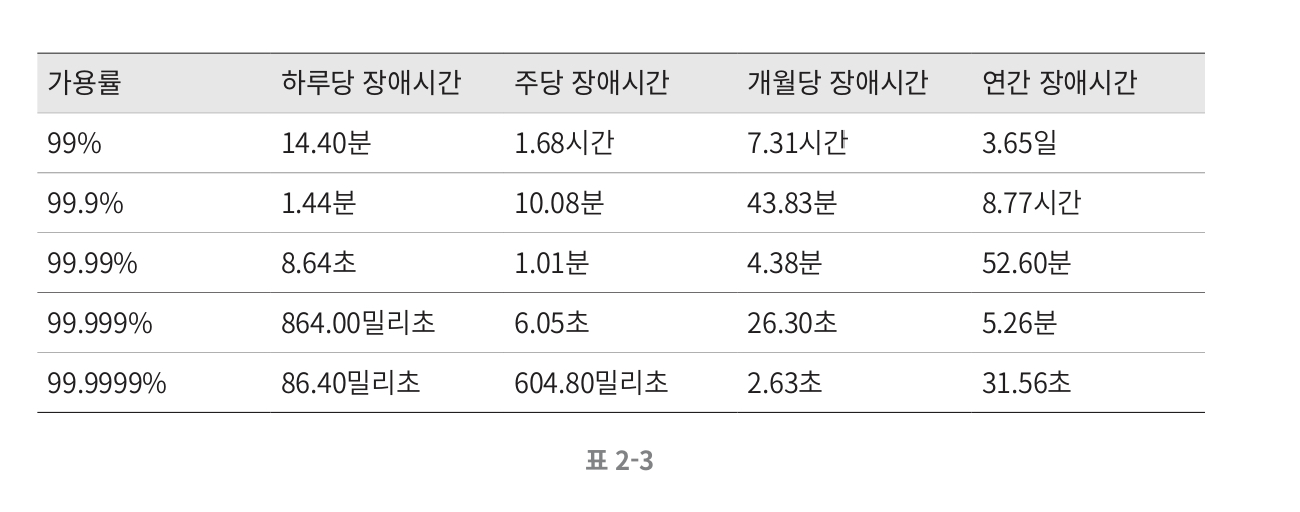 가용률 하루당 장애시간 주당 장애시간 개월당 장애시간 연간 장애시간
99% 14.40분 1.68시간 7.31시간 3.65일
99.9% 1.44분 10.08분 43.83분 8.77시간
99.99% 8.64초 1.01분 4.38분 52.60분
99.999% 864.00밀리초 6.05초 26.30초 5.26분
99.9999% 86.40밀리초 604.80밀리초 2.63초 31.56초
표 2-3